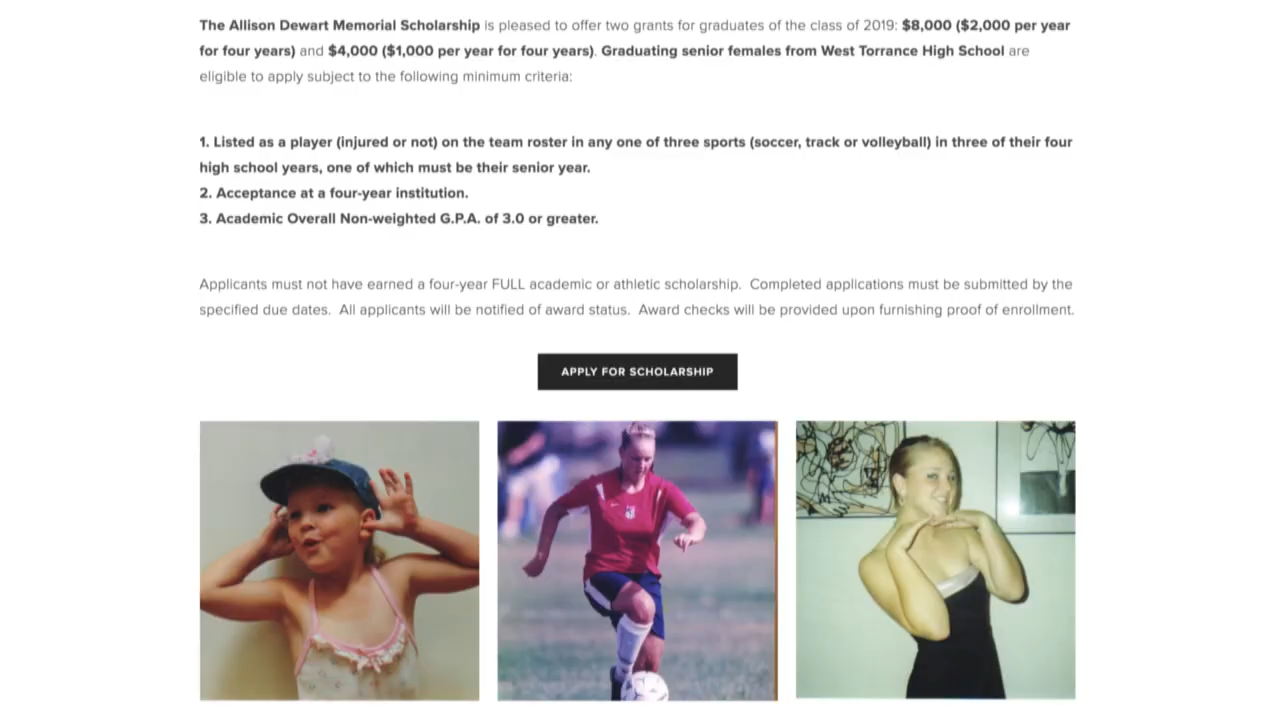 The Allison Dewart Memorial Scholarship is pleased to offer two grants for graduates of the class of 2019: $8,000 ($2,000 per year
for four years) and $4,000 ($1,000 per year for four years). Graduating senior females from West Torrance High School are
eligible to apply subject to the following minimum criteria:
1. Listed as a player (injured or not) on the team roster in any one of three sports (soccer, track or volleyball) in three of their four
high school years, one of which must be their senior year.
2. Acceptance at a four-year institution.
3. Academic Overall Non-weighted G.P.A. of 3.0 or greater.
Applicants must not have earned a four-year FULL academic or athletic scholarship.  Completed applications must be submitted by the
specified due dates.  All applicants will be notified of award status.  Award checks will be provided upon furnishing proof of enrollment.
APPLY FOR SCHOLARSHIP